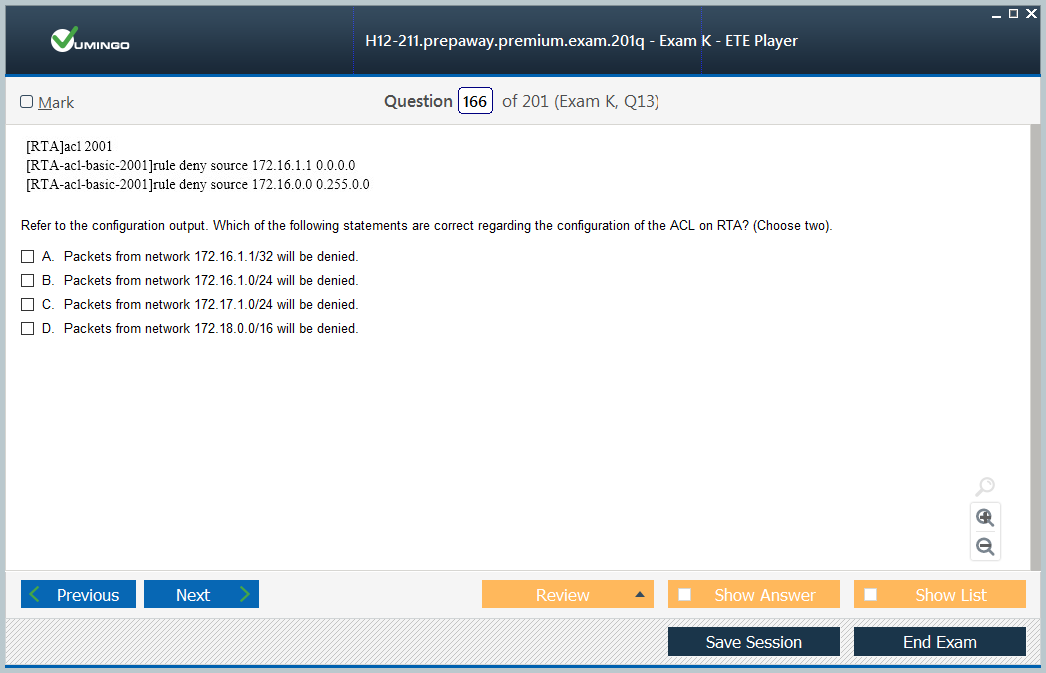 VUMINGO
H12-211.prepaway.premium.exam.201q - Exam K - ETE Player
Mark
Question 166 of 201 (Exam K, Q13)
[RTA]acl 2001
[RTA-acl-basic-2001]rule deny source 172.16.1.1 0.0.0.0
[RTA-acl-basic-2001]rule deny source 172.16.0.0 0.255.0.0
Refer to the configuration output. Which of the following statements are correct regarding the configuration of the ACL on RTA? (Choose two).
A. Packets from network 172.16.1.1/32 will be denied.
B. Packets from network 172.16.1.0/24 will be denied.
C. Packets from network 172.17.1.0/24 will be denied.
D. Packets from network 172.18.0.0/16 will be denied.
Previous Next Review Show Answer Show List
Save Session End Exam